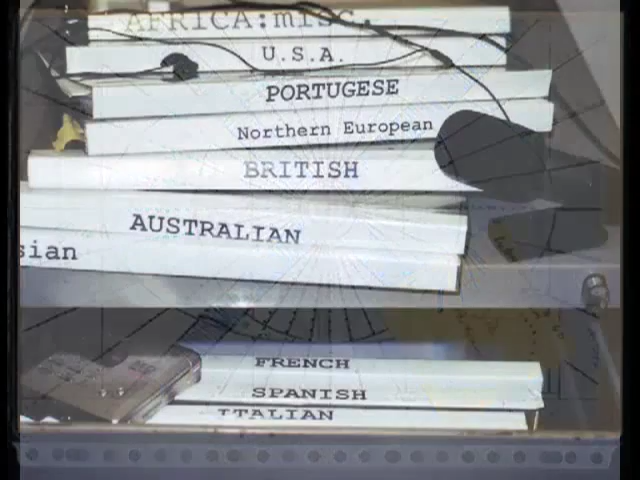 AFRICA:misc.
U.S.A.
PORTUGESE
Northern European
BRITISH
AUSTRALIAN
sian
FRENCH
SPANISH
ITALIAN